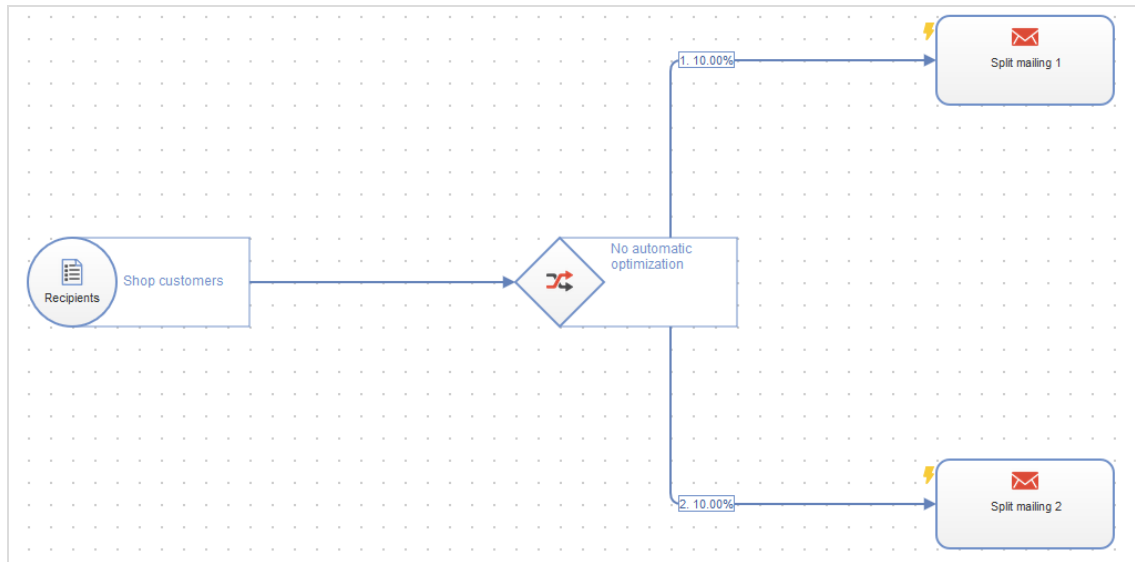 1. 10.00%
Split mailing 1
No automatic
optimization
Shop customers
Recipients
2. 10.00%
Split mailing 2